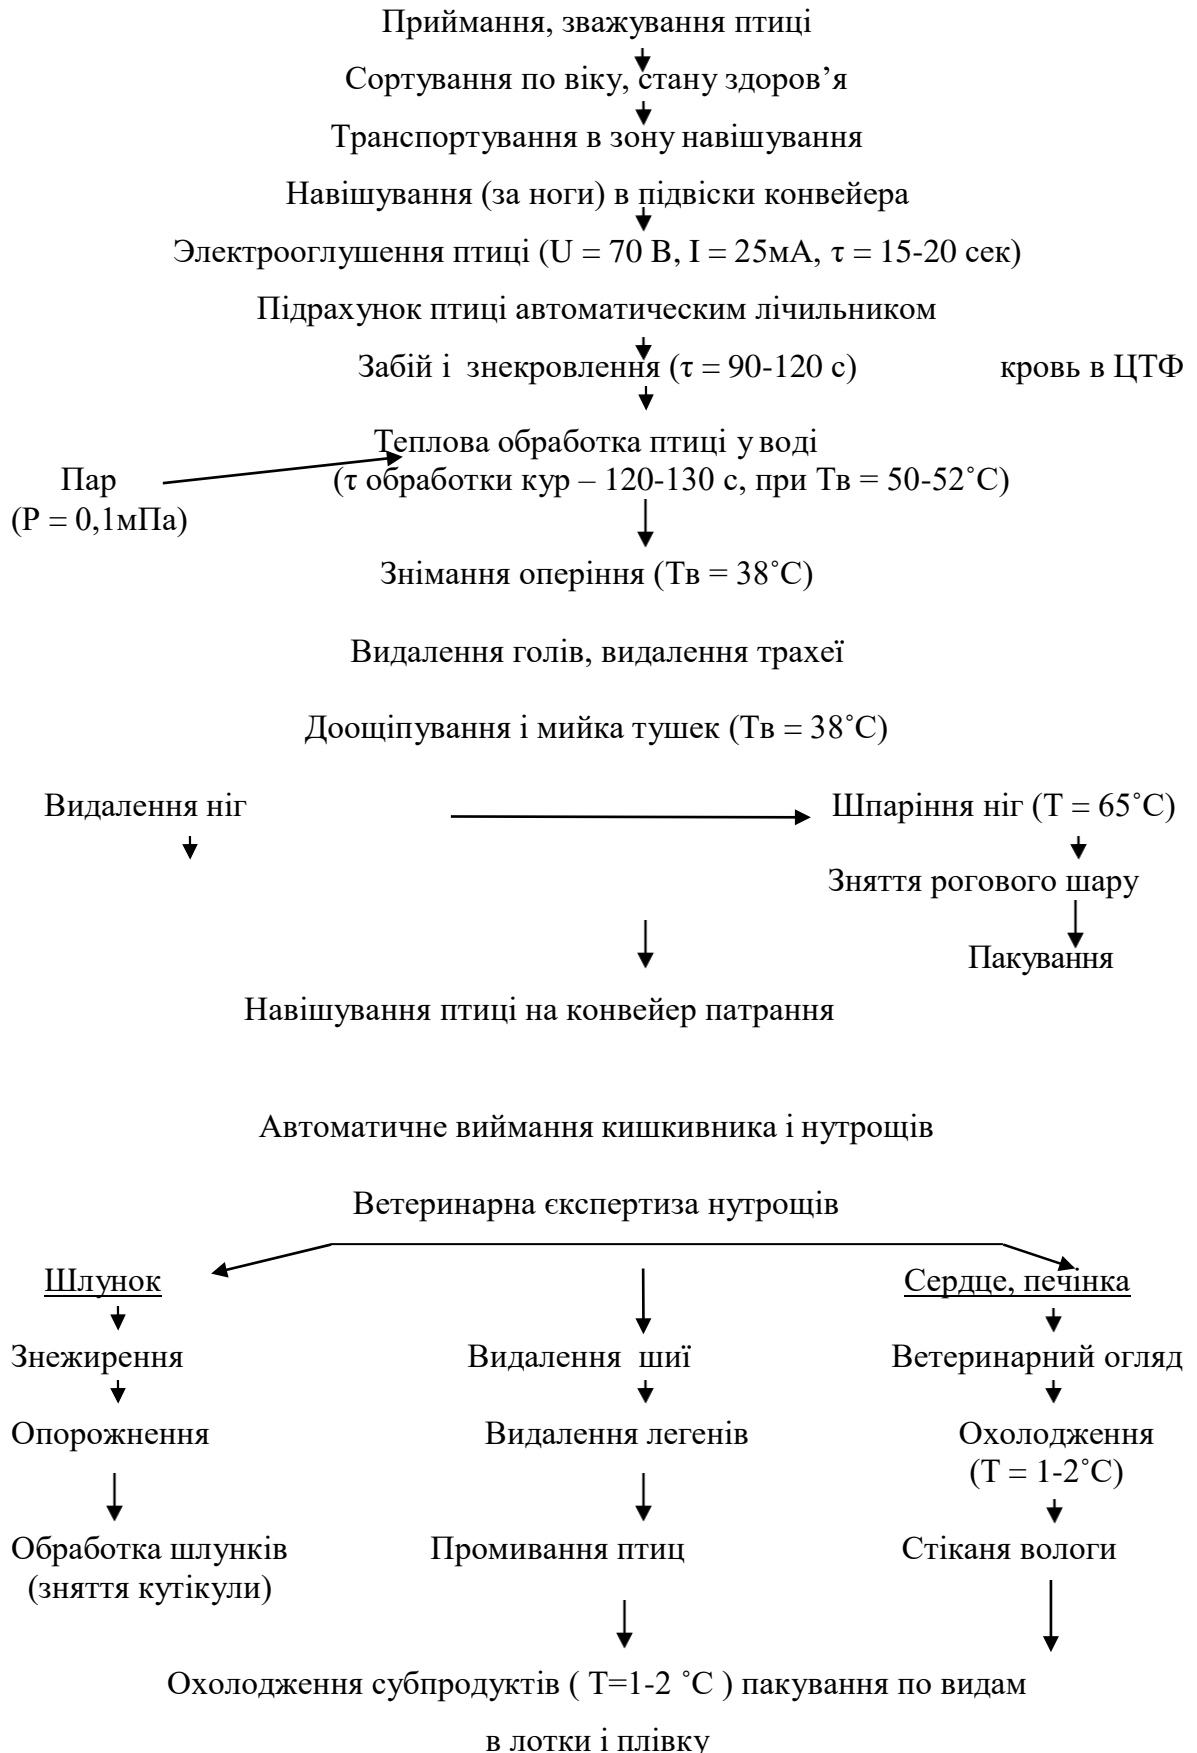 Приймання, зважування птиці
Сортування по віку, стану здоров’я
Транспортування в зону навішування
Навішування (за ноги) в підвіски конвейера
Электрооглушення птиці (U = 70 В, I = 25мА, τ = 15-20 сек)
Підрахунок птиці автоматическим лічильником
Забій і знекровлення (τ = 90-120 с) кровь в ЦТФ
Теплова обработка птиці у воді
Пар (τ обработки кур – 120-130 с, при Тв = 50-52˚С)
(Р = 0,1мПа)
Знімання оперіння (Тв = 38˚С)
Видалення голів, видалення трахеї
Доощіпування і мийка тушек (Тв = 38˚С)
Видалення ніг Шпаріння ніг (Т = 65˚С)
Зняття рогового шару
Пакування
Навішування птиці на конвейер патрання
Автоматичне виймання кишкивника і нутрощів
Ветеринарна єкспертиза нутрощів
Шлунок Сердце, печінка
Знежирення Видалення шиї Ветеринарний огляд
Опорожнення Видалення легенів Охолодження
(Т = 1-2˚С)
Обработка шлунків Промивання птиц Стіканя вологи
(зняття кутікули)
Охолодження субпродуктів ( Т=1-2 ˚С ) пакування по видам
в лотки і плівку